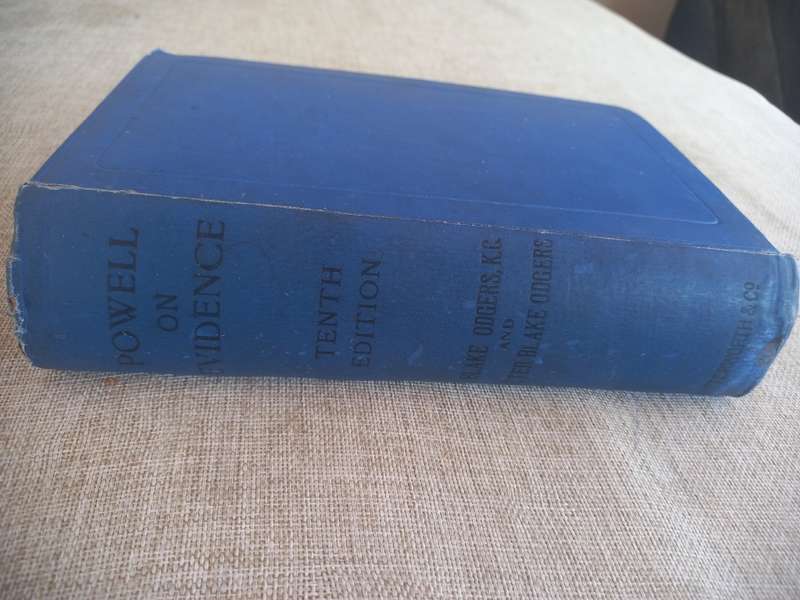 POWELL
ON
EVIDENCE
TENTH
EDITION
BLAKE ODGERS, K.C.
AND
BLAKE ODGERS
& Co